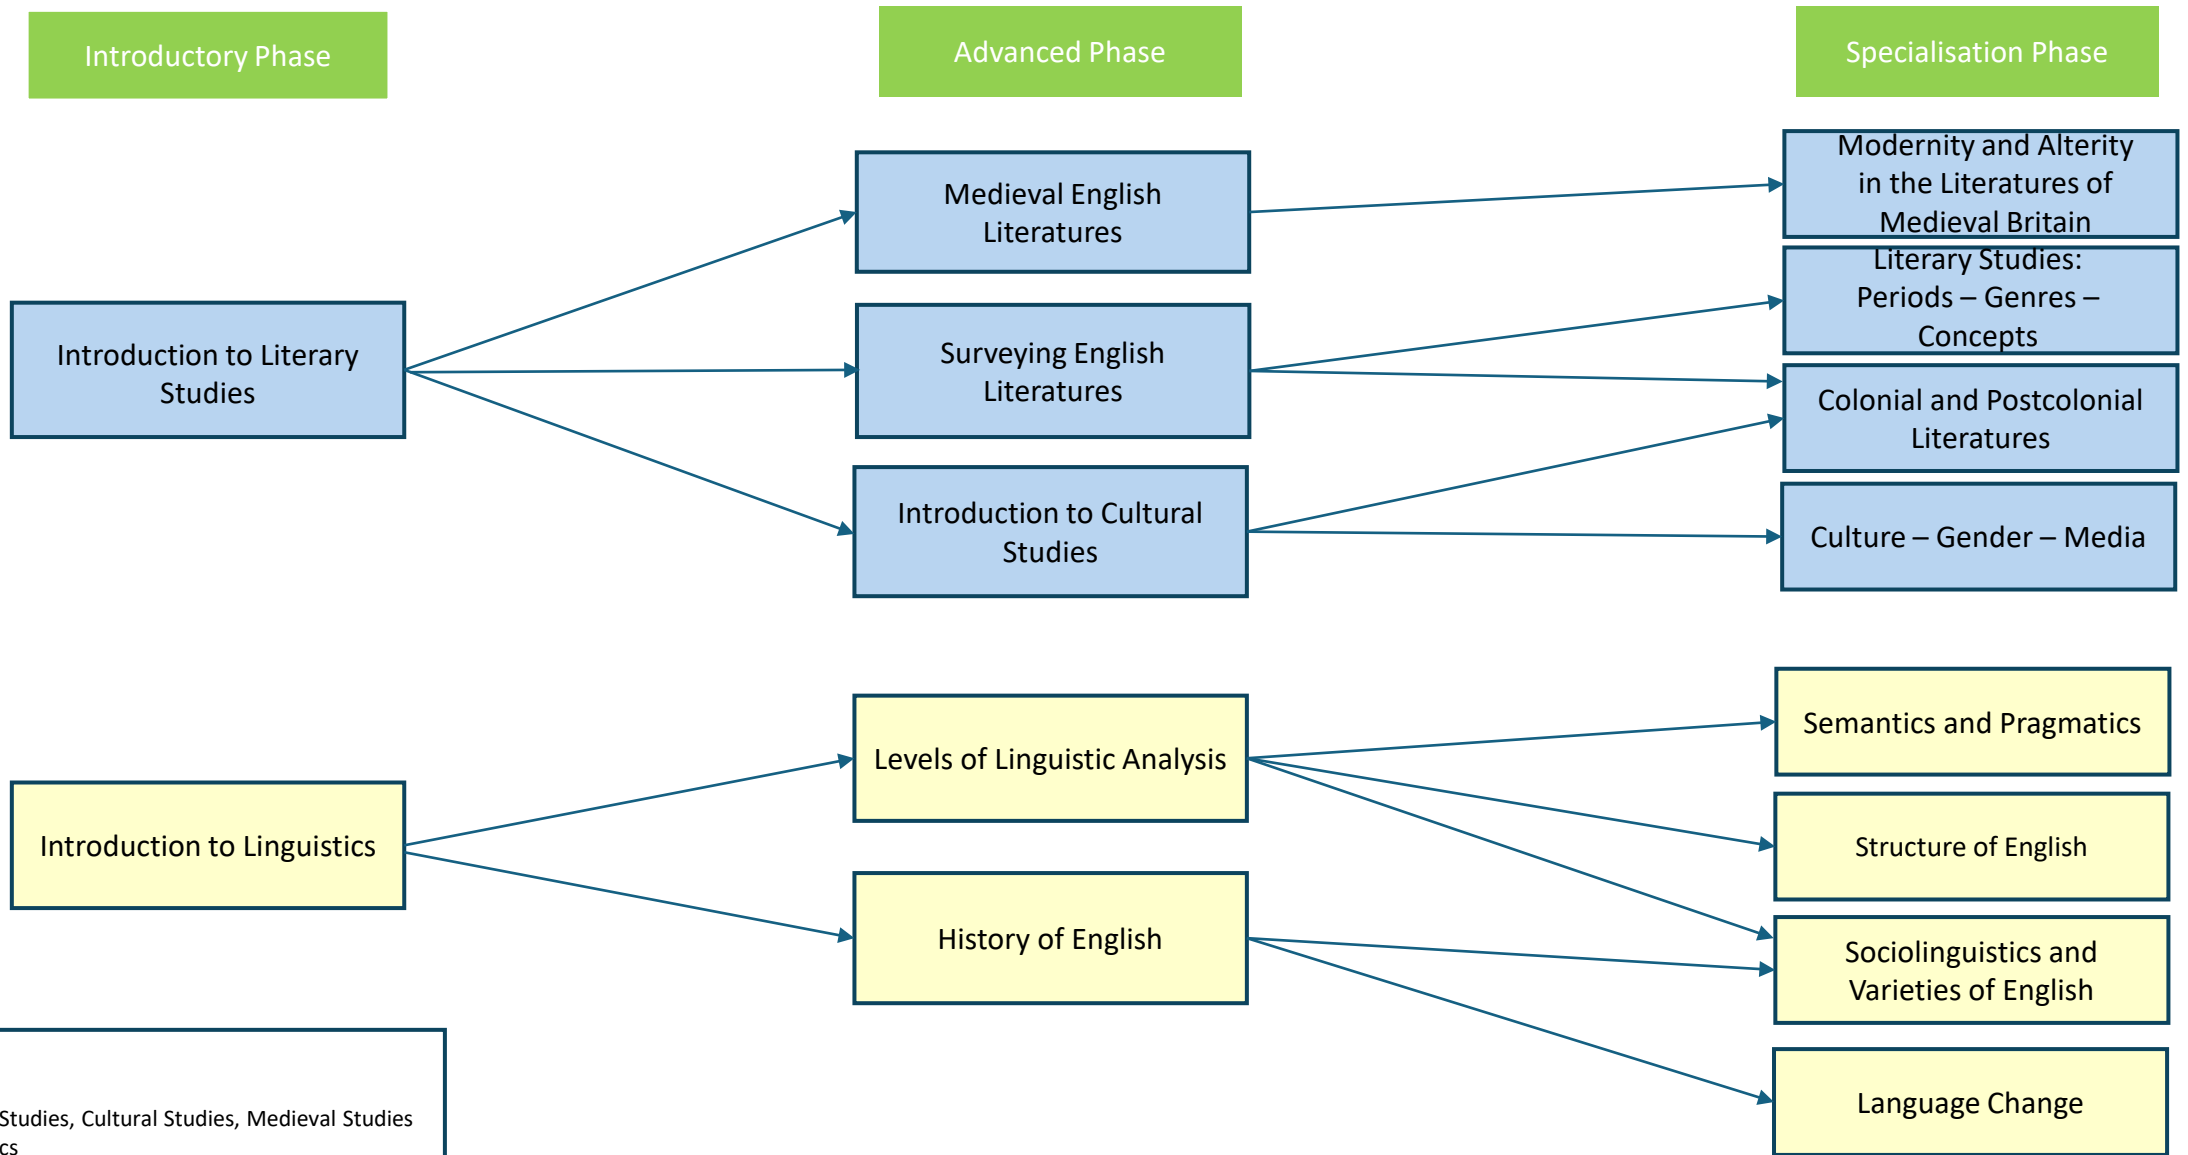 Introductory Phase
Advanced Phase
Specialisation Phase
Introduction to Literary
Studies
Medieval English
Literatures
Surveying English
Literatures
Introduction to Cultural
Studies
Modernity and Alterity
in the Literatures of
Medieval Britain
Literary Studies:
Periods – Genres –
Concepts
Colonial and Postcolonial
Literatures
Culture – Gender – Media
Introduction to Linguistics
Levels of Linguistic Analysis
History of English
Semantics and Pragmatics
Structure of English
Sociolinguistics and
Varieties of English
Language Change
Studies, Cultural Studies, Medieval Studies
cs